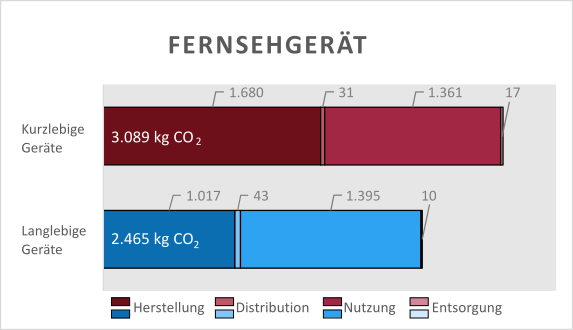 FERNSEHGERÄT
1.680 31 1.361 17
Kurzlebige
Geräte
3.089 kg CO₂
1.017 43 1.395 10
Langlebige
Geräte
2.465 kg CO₂
Herstellung Distribution Nutzung Entsorgung